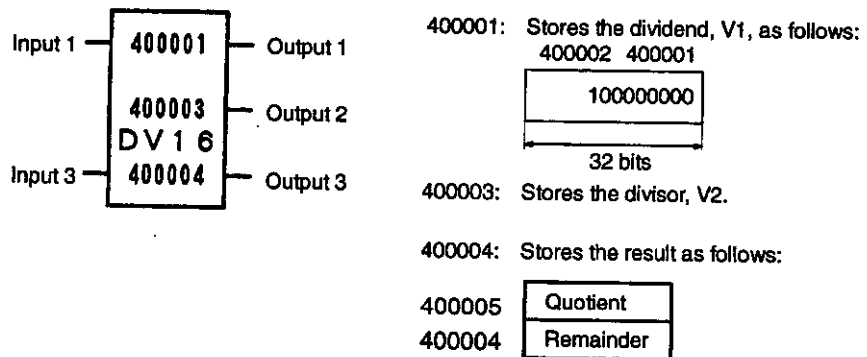 Input 1
400001
Output 1
400003
Output 2
DV16
Input 3
400004
Output 3
400001: Stores the dividend, V1, as follows:
400002 400001
100000000
32 bits
400003: Stores the divisor, V2.
400004: Stores the result as follows:
400005 Quotient
400004 Remainder